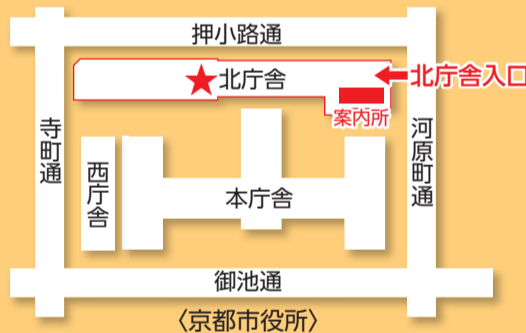 押小路通
北庁舎
北庁舎入口
案内所
寺町通
河原町通
西庁舎
本庁舎
御池通
〈京都市役所〉